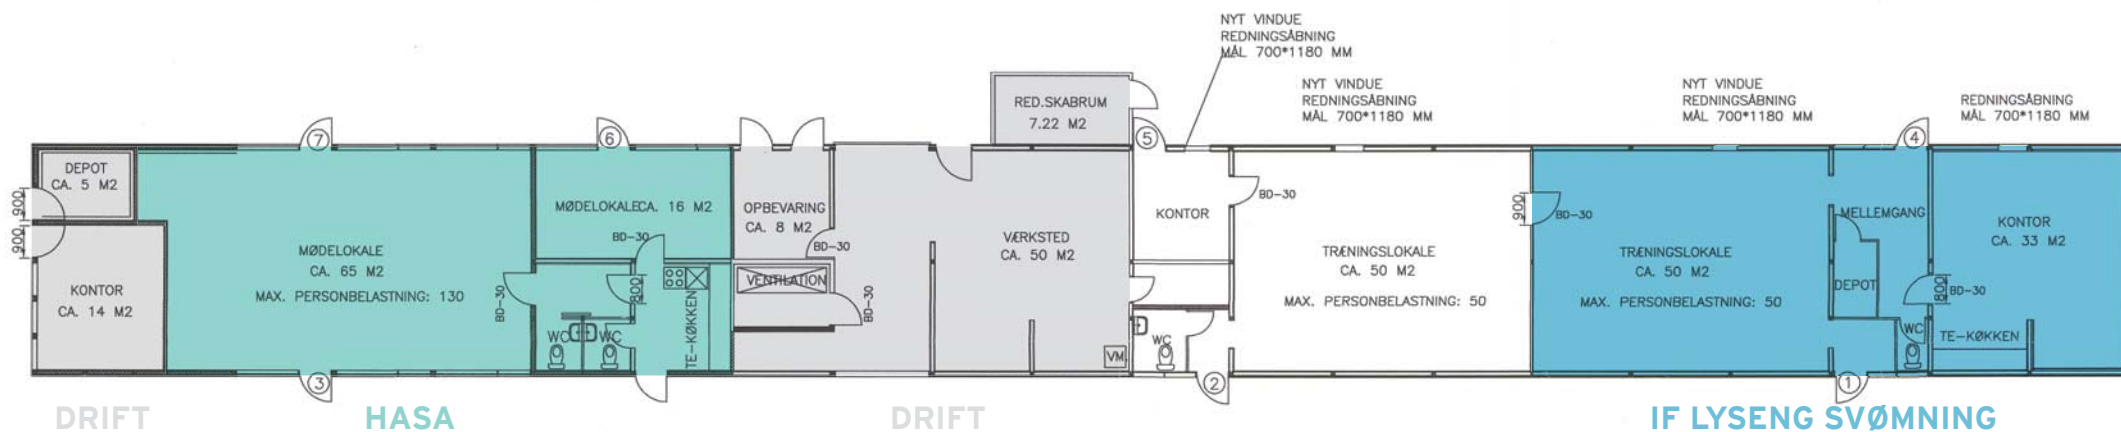 NYT VINDUE
REDNINGSÅBNING
MÅL 700*1180 MM
NYT VINDUE
REDNINGSÅBNING
MÅL 700*1180 MM
NYT VINDUE
REDNINGSÅBNING
MÅL 700*1180 MM
REDNINGSÅBNING
MÅL 700*1180 MM
RED.SKABRUM
7.22 M2
7
6
5
4
DEPOT
CA. 5 M2
900
900
KONTOR
CA. 14 M2
MØDELOKALE
CA. 65 M2
MAX. PERSONBELASTNING: 130
BD-30
MØDELOKALECA. 16 M2
BD-30
800
WC
WC
TE-KØKKEN
OPBEVARING
CA. 8 M2
BD-30
VENTILATION
BD-30
VÆRKSTED
CA. 50 M2
VM
KONTOR
WC
BD-30
TRÆNINGSLOKALE
CA. 50 M2
MAX. PERSONBELASTNING: 50
900
BD-30
TRÆNINGSLOKALE
CA. 50 M2
MAX. PERSONBELASTNING: 50
MELLEMGANG
DEPOT
800
BD-30
WC
TE-KØKKEN
KONTOR
CA. 33 M2
3
2
1
DRIFT
HASA
DRIFT
IF LYSENG SVØMNING